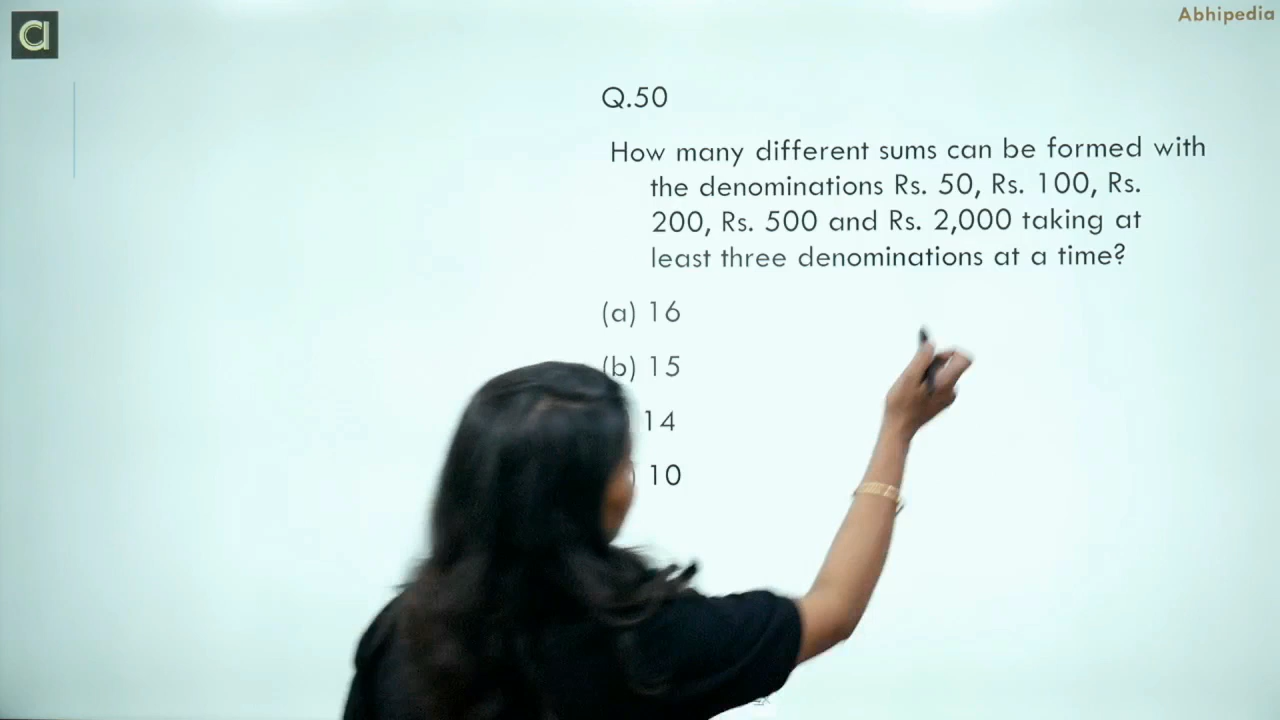 Abhipedia
Q.50
How many different sums can be formed with
the denominations Rs. 50, Rs. 100, Rs.
200, Rs. 500 and Rs. 2,000 taking at
least three denominations at a time?
(a) 16
(b) 15
14
) 10